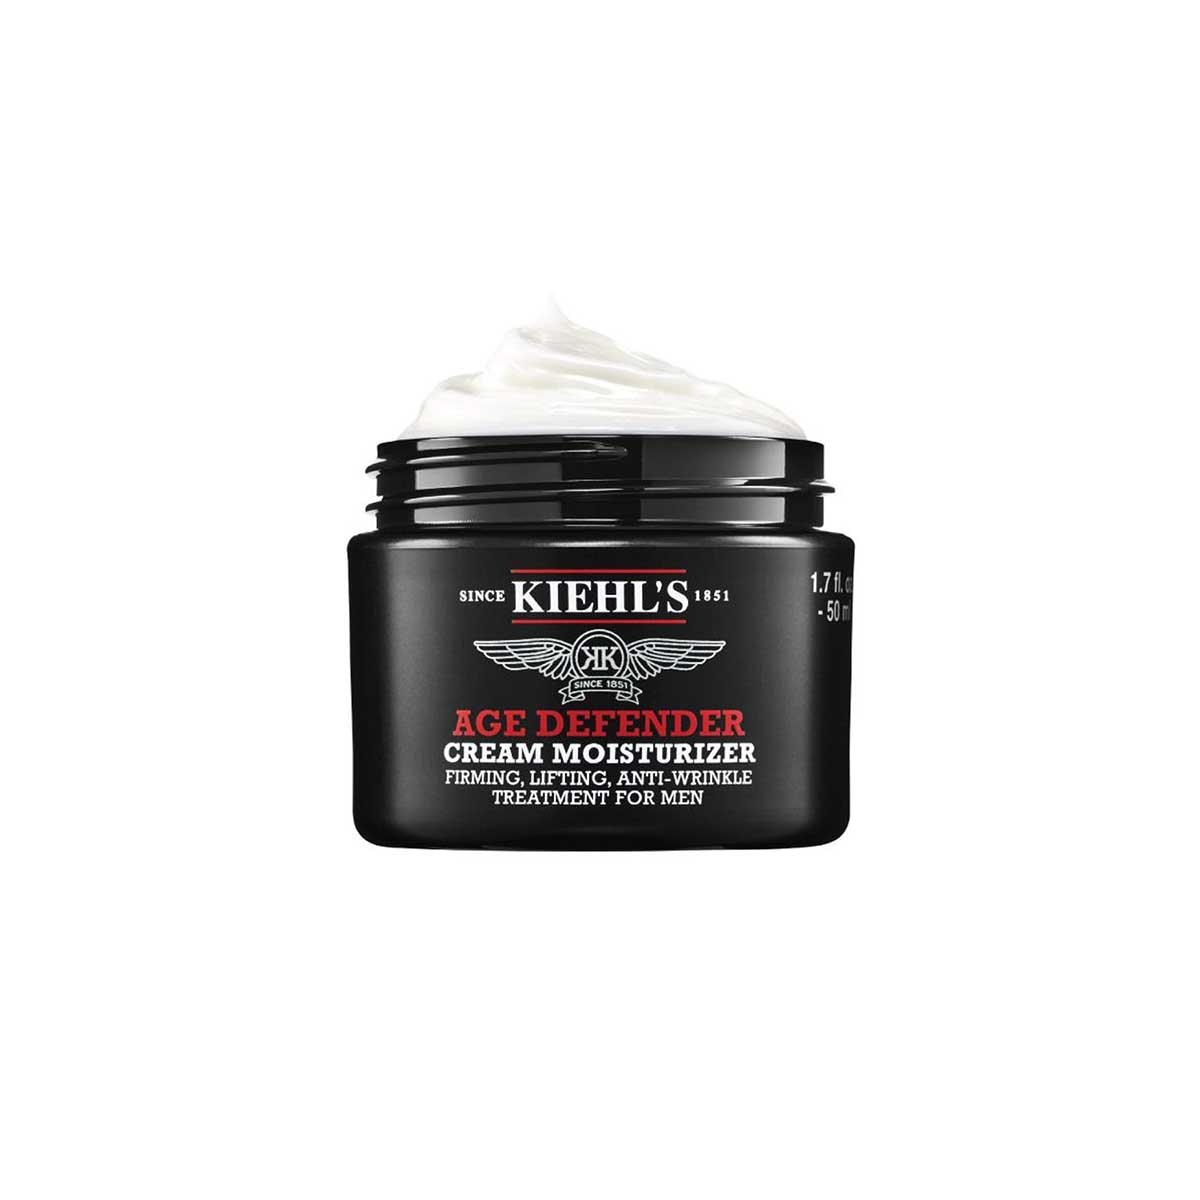 SINCE KIEHL'S 1851
KK
SINCE 1851
AGE DEFENDER
CREAM MOISTURIZER
FIRMING, LIFTING, ANTI-WRINKLE
TREATMENT FOR MEN
1.7 fl.
- 50 ml